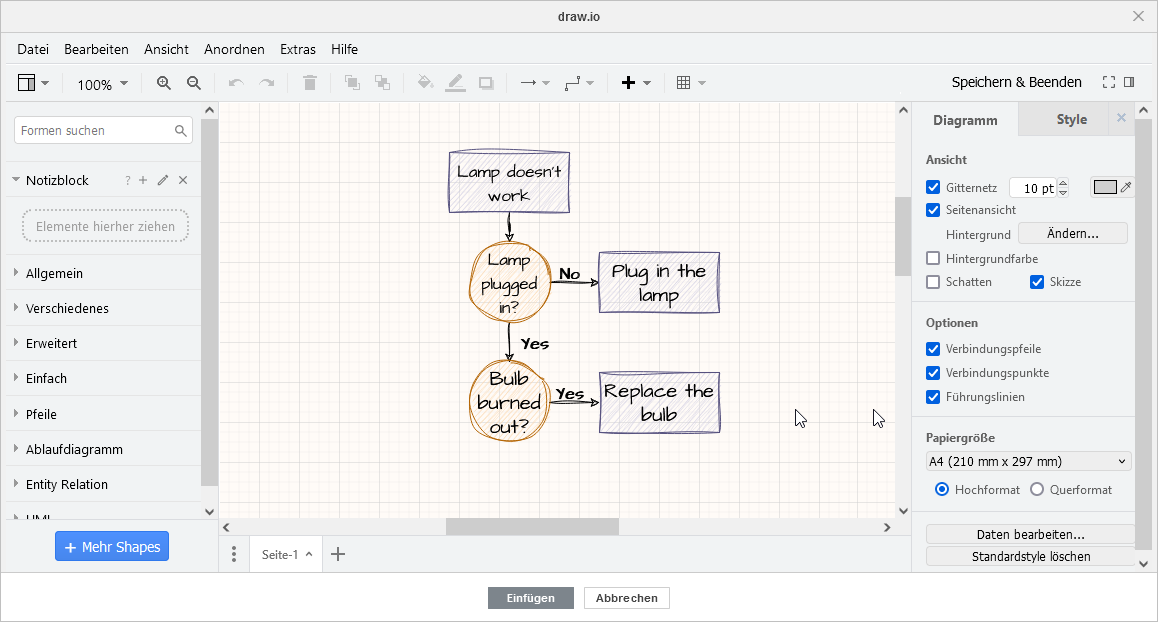 draw.io
Datei Bearbeiten Ansicht Anordnen Extras Hilfe
100%
Speichern & Beenden
Formen suchen
Notizblock
Elemente hierher ziehen
Allgemein
Verschiedenes
Erweitert
Einfach
Pfeile
Ablaufdiagramm
Entity Relation
UML
+ Mehr Shapes
Lamp doesn't
work
Lamp
plugged
in?
No
Plug in the
lamp
Yes
Bulb
burned
out?
Yes
Replace the
bulb
Seite-1
Diagramm Style
Ansicht
Gitternetz 10 pt
Seitenansicht
Hintergrund Ändern...
Hintergrundfarbe
Schatten Skizze
Optionen
Verbindungspfeile
Verbindungspunkte
Führungslinien
Papiergröße
A4 (210 mm x 297 mm)
Hochformat Querformat
Daten bearbeiten...
Standardstyle löschen
Einfügen Abbrechen